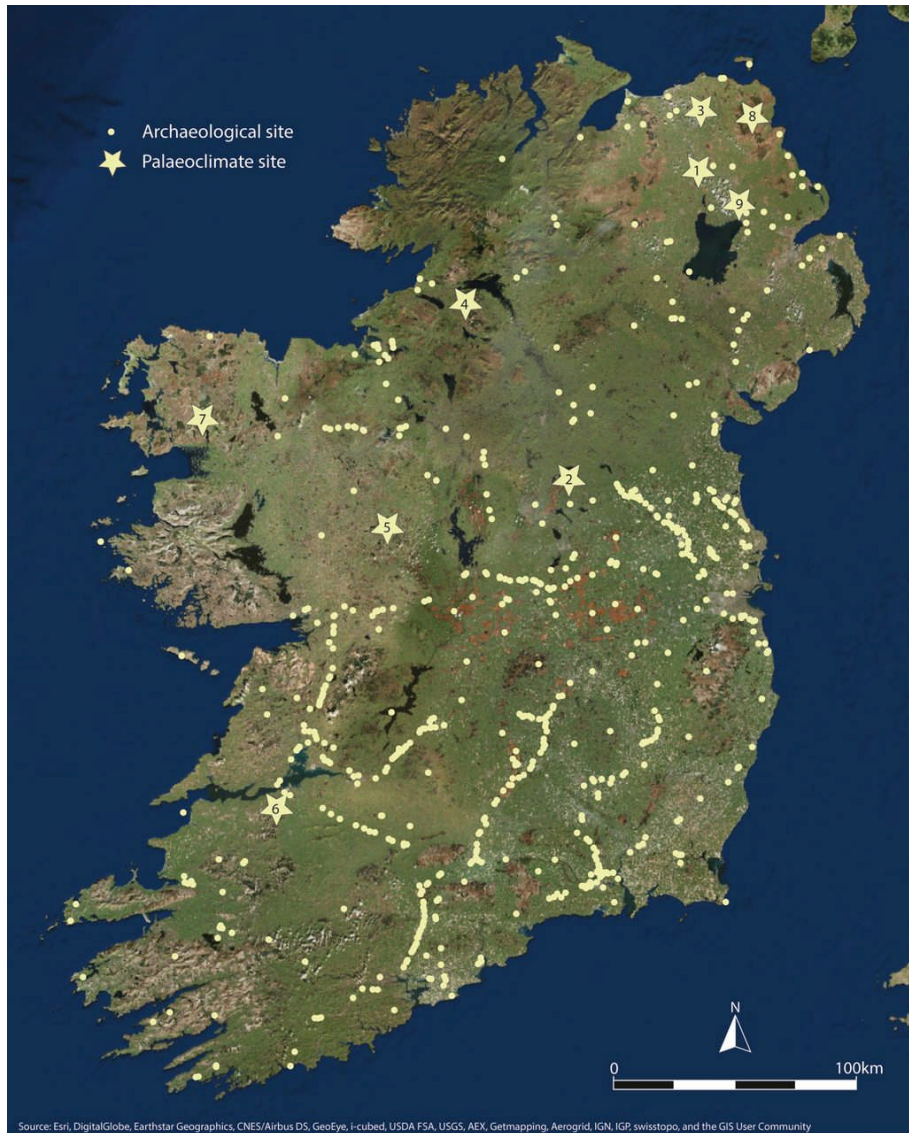 Archaeological site
Palaeoclimate site
3
8
1
9
4
7
2
5
6
N
0 100km
Source: Esri, DigitalGlobe, Earthstar Geographics, CNES/Airbus DS, GeoEye, i-cubed, USDA FSA, USGS, AEX, Getmapping, Aerogrid, IGN, IGP, swisstopo, and the GIS User Community